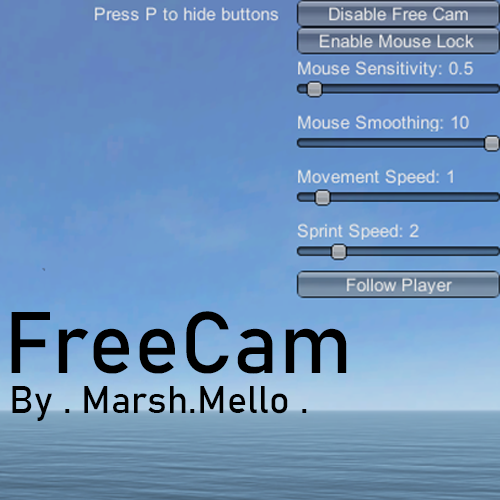 Press P to hide buttons
Disable Free Cam
Enable Mouse Lock
Mouse Sensitivity: 0.5
Mouse Smoothing: 10
Movement Speed: 1
Sprint Speed: 2
Follow Player
FreeCam
By . Marsh.Mello .